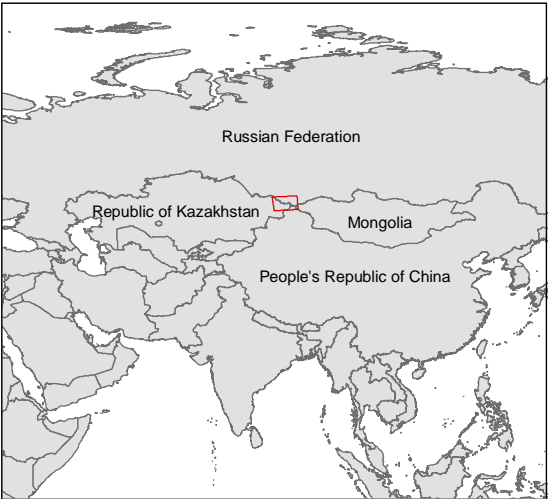 Russian Federation
Republic of Kazakhstan
Mongolia
People's Republic of China